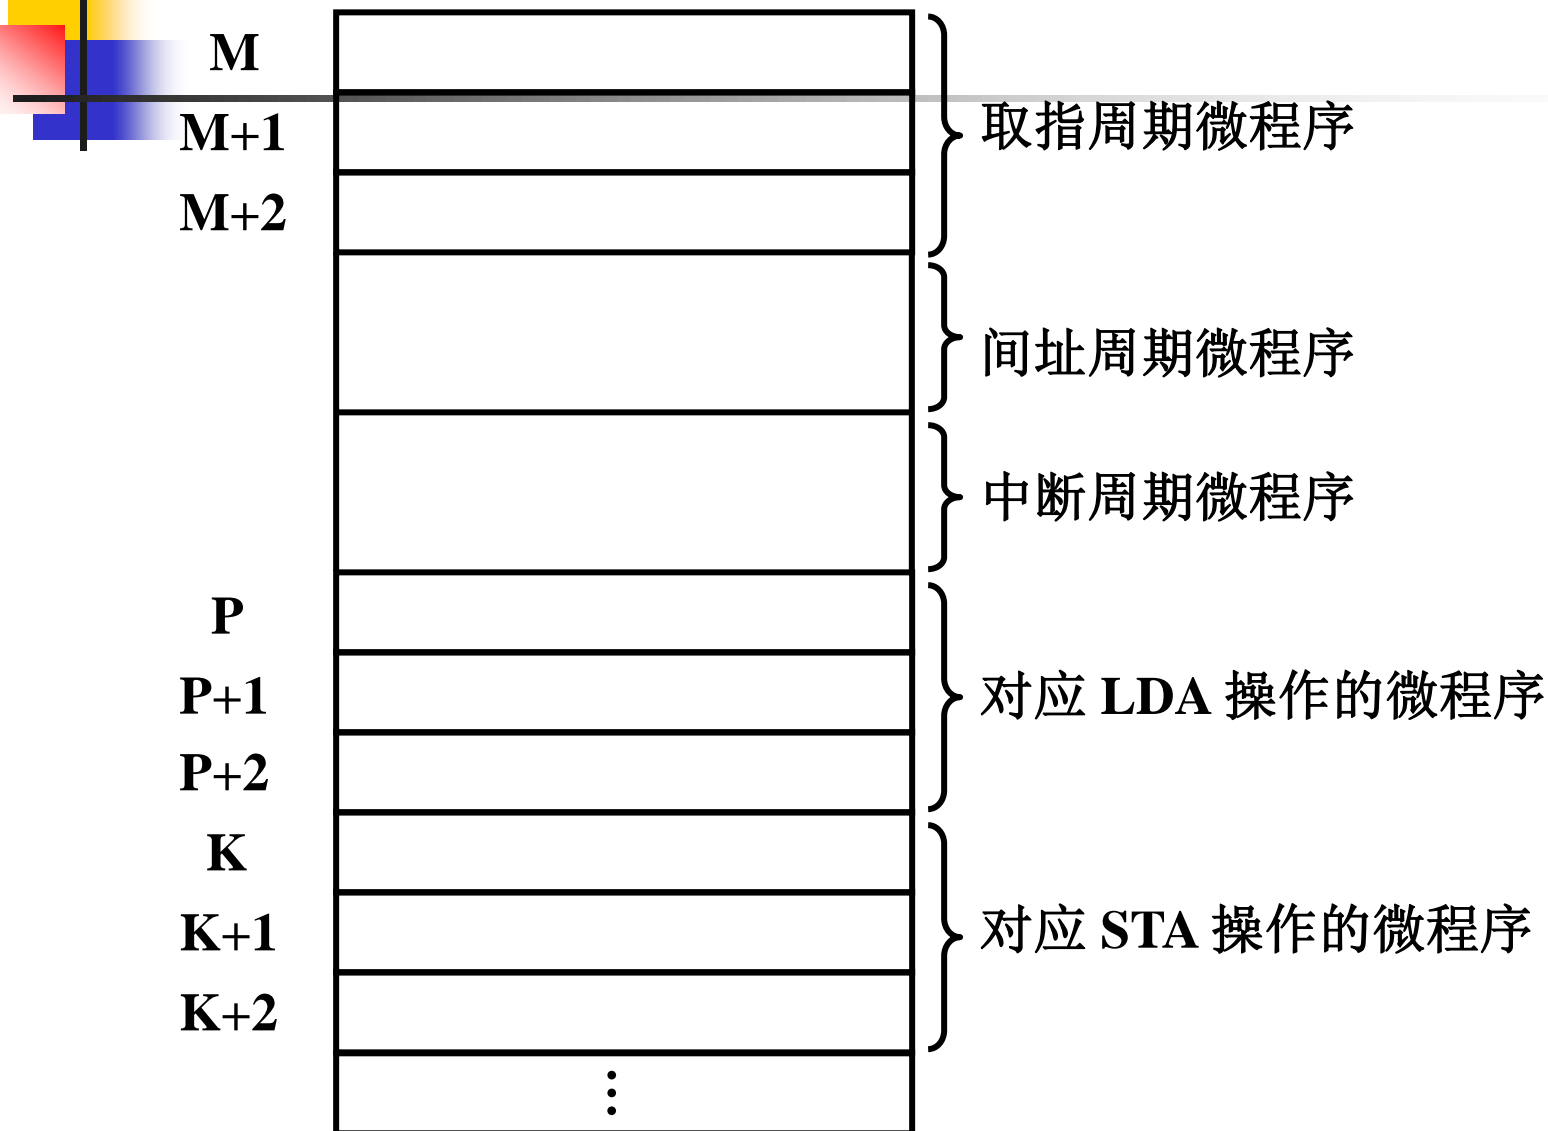 M
M+1
取指周期微程序
M+2
间址周期微程序
中断周期微程序
P
P+1
对应 LDA 操作的微程序
P+2
K
K+1
对应 STA 操作的微程序
K+2
⋮